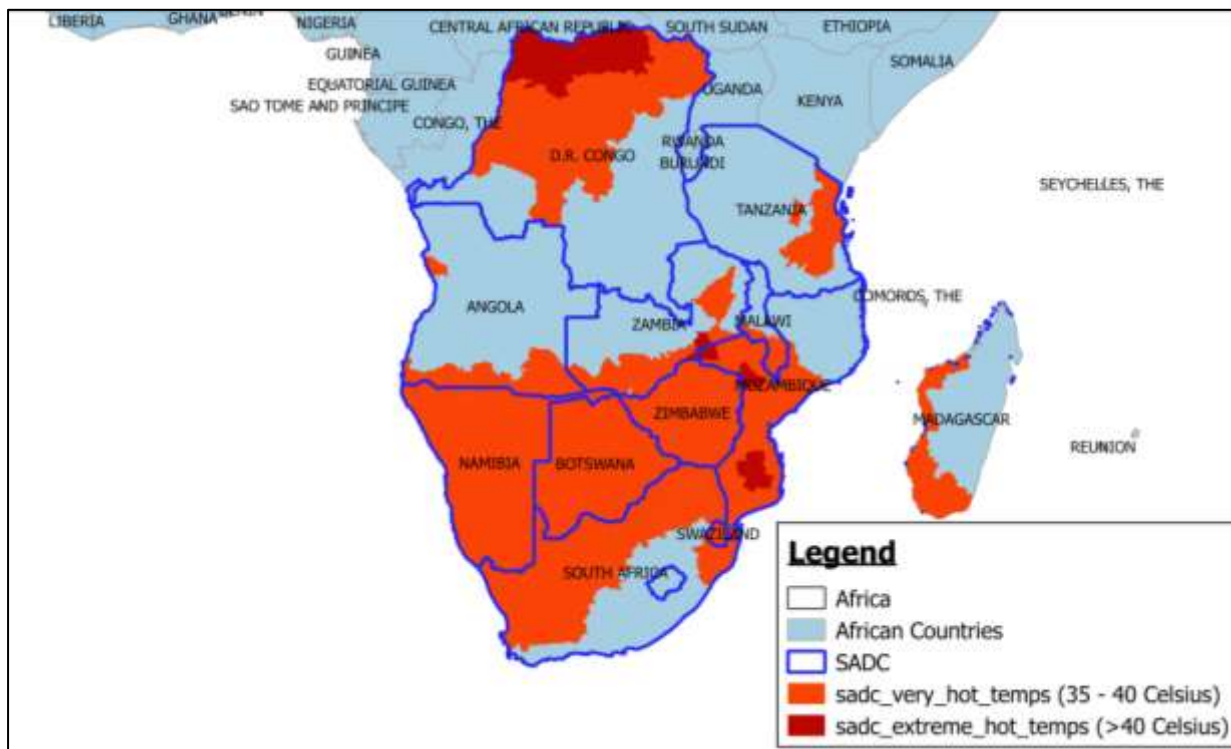 LIBERIA
GHANA
NIGERIA
CENTRAL AFRICAN REPUBLIC
SOUTH SUDAN
ETHIOPIA
GUINEA
SOMALIA
EQUATORIAL GUINEA
UGANDA
KENYA
SAO TOME AND PRINCIPE
CONGO, THE
RWANDA
D.R. CONGO
BURUNDI
SEYCHELLES, THE
TANZANIA
COMOROS, THE
ANGOLA
ZAMBIA
MALAWI
MOZAMBIQUE
ZIMBABWE
MADAGASCAR
NAMIBIA
BOTSWANA
REUNION
SWAZILAND
SOUTH AFRICA
Legend
Africa
African Countries
SADC
sadc_very_hot_temps (35 - 40 Celsius)
sadc_extreme_hot_temps (>40 Celsius)